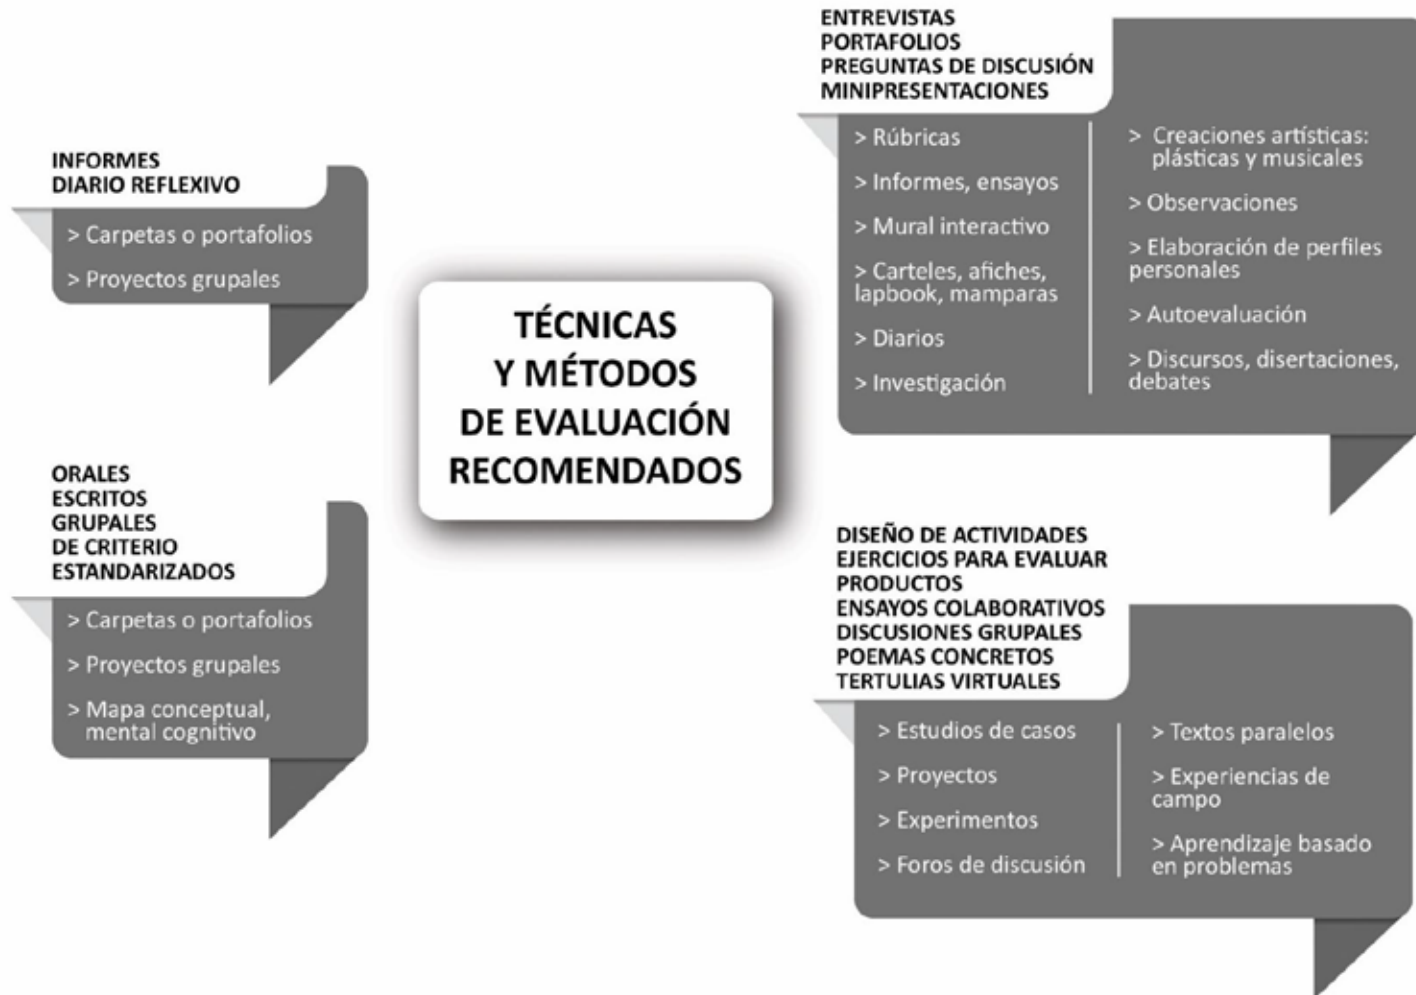 INFORMES
DIARIO REFLEXIVO
> Carpetas o portafolios
> Proyectos grupales
ORALES
ESCRITOS
GRUPALES
DE CRITERIO
ESTANDARIZADOS
> Carpetas o portafolios
> Proyectos grupales
> Mapa conceptual,
mental cognitivo
TÉCNICAS
Y MÉTODOS
DE EVALUACIÓN
RECOMENDADOS
ENTREVISTAS
PORTAFOLIOS
PREGUNTAS DE DISCUSIÓN
MINIPRESENTACIONES
> Rúbricas
> Informes, ensayos
> Mural interactivo
> Carteles, afiches,
lapbook, mamparas
> Diarios
> Investigación
> Creaciones artísticas:
plásticas y musicales
> Observaciones
> Elaboración de perfiles
personales
> Autoevaluación
> Discursos, disertaciones,
debates
DISEÑO DE ACTIVIDADES
EJERCICIOS PARA EVALUAR
PRODUCTOS
ENSAYOS COLABORATIVOS
DISCUSIONES GRUPALES
POEMAS CONCRETOS
TERTULIAS VIRTUALES
> Estudios de casos
> Proyectos
> Experimentos
> Foros de discusión
> Textos paralelos
> Experiencias de
campo
> Aprendizaje basado
en problemas